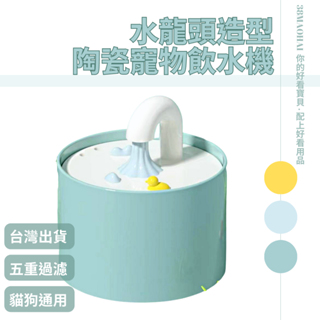 水龍頭造型
陶瓷寵物飲水機
38MAOHAI 你的好看寶貝·配上好看用品
台灣出貨
五重過濾
貓狗通用